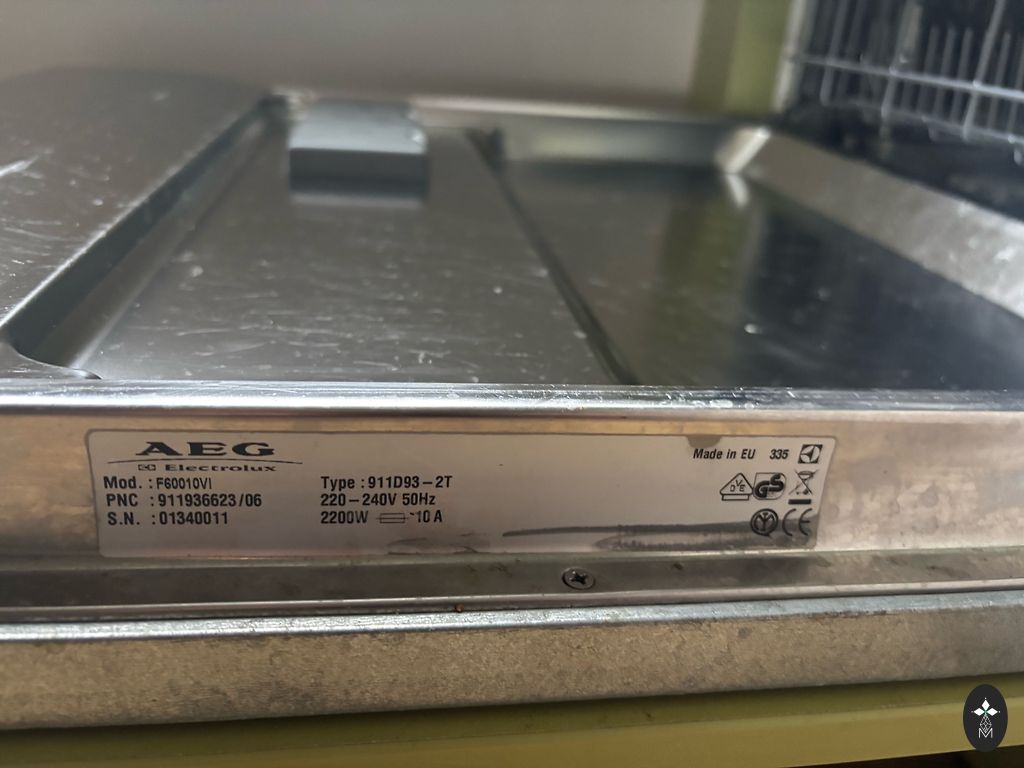 AEG
Electrolux
Mod. : F60010VI
PNC : 911936623/06
S.N. : 01340011
Type : 911D93-2T
220-240V 50Hz
2200W ~10 A
Made in EU 335
DVE GS
CE
M